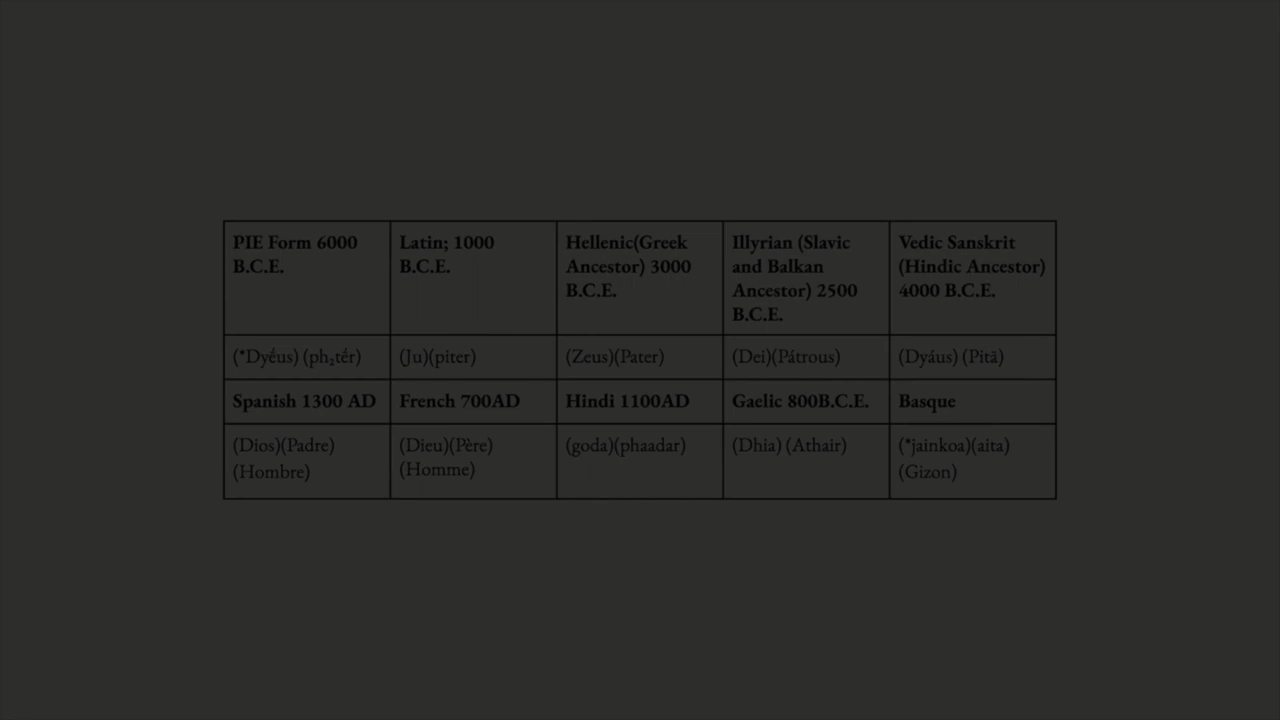 PIE Form 6000
B.C.E.
Latin; 1000
B.C.E.
Hellenic(Greek
Ancestor) 3000
B.C.E.
Illyrian (Slavic
and Balkan
Ancestor) 2500
B.C.E.
Vedic Sanskrit
(Hindic Ancestor)
4000 B.C.E.
(*Dyḗus) (ph₂tḗr)
(Ju)(piter)
(Zeus)(Pater)
(Dei)(Pátrous)
(Dyáus) (Pitā)
Spanish 1300 AD
French 700AD
Hindi 1100AD
Gaelic 800B.C.E.
Basque
(Dios)(Padre)
(Hombre)
(Dieu)(Père)
(Homme)
(goda)(phaadar)
(Dhia) (Athair)
(*jainkoa)(aita)
(Gizon)